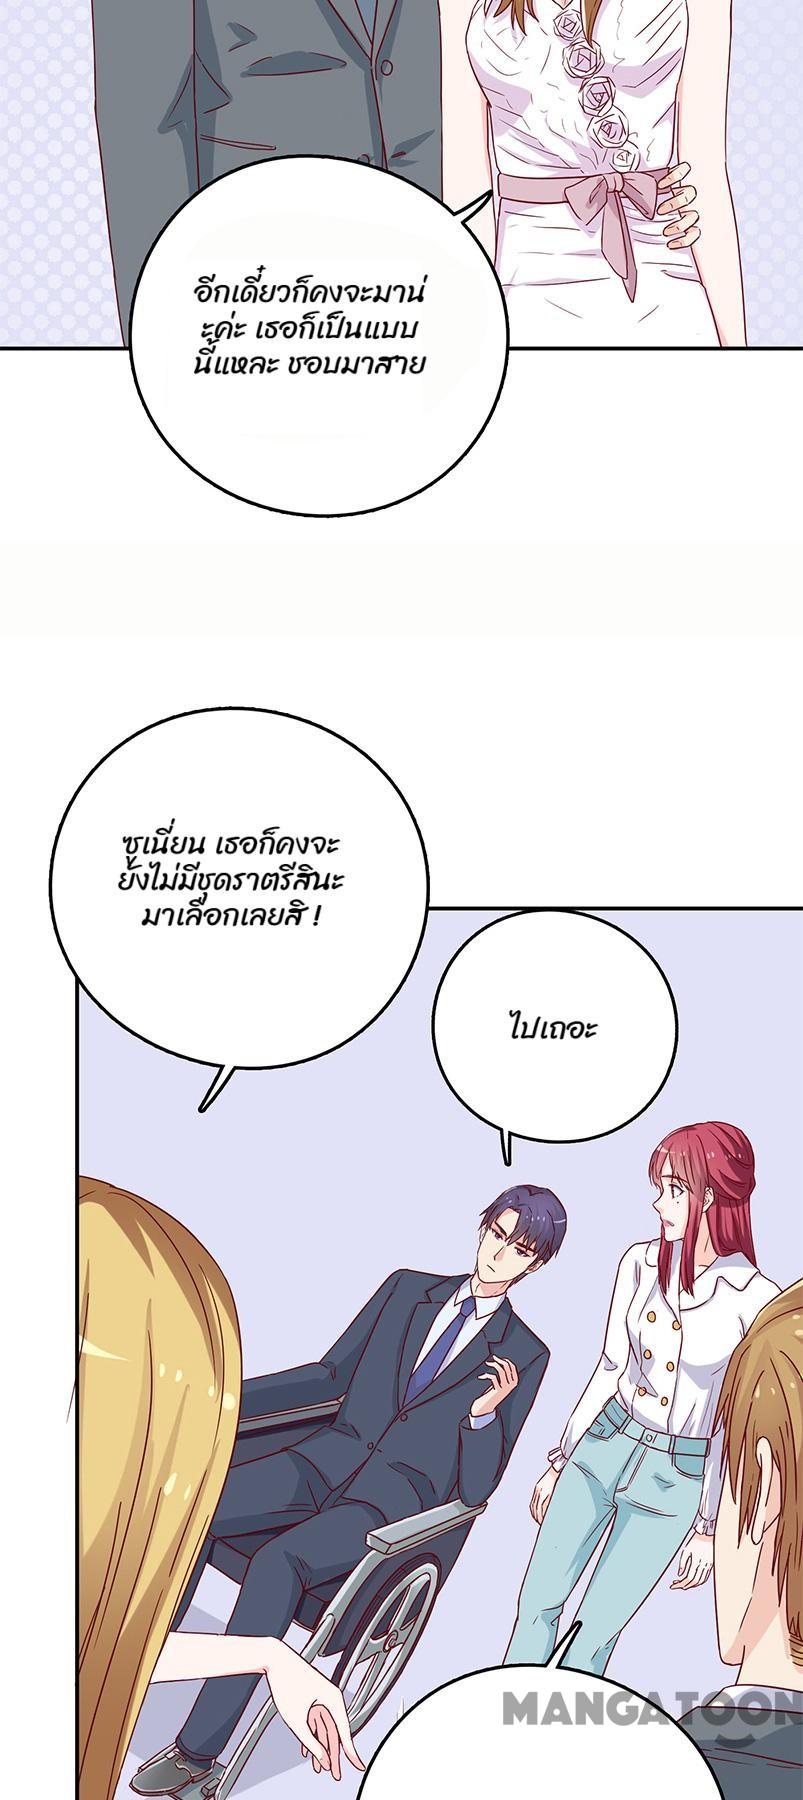 อีกเดี๋ยวก็คงจะมาน่
ะค่ะ เธอก็เป็นแบบ
นี้แหละ ชอบมาสาย
ซูเนี่ยน เธอก็คงจะ
ยังไม่มีชุดราตรีสินะ
มาเลือกเลยสิ !
ไปเถอะ
MANGATOON